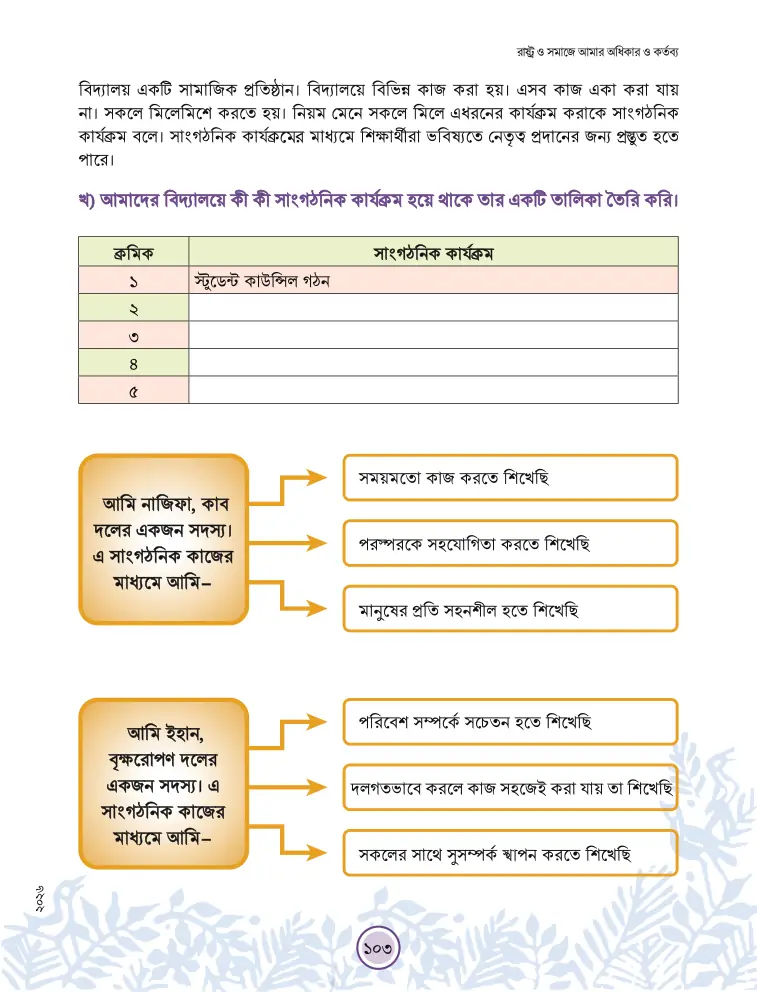 রাষ্ট্র ও সমাজে আমার অধিকার ও কর্তব্য
বিদ্যালয় একটি সামাজিক প্রতিষ্ঠান। বিদ্যালয়ে বিভিন্ন কাজ করা হয়। এসব কাজ একা করা যায়
না। সকলে মিলেমিশে করতে হয়। নিয়ম মেনে সকলে মিলে এধরনের কার্যক্রম করাকে সাংগঠনিক
কার্যক্রম বলে। সাংগঠনিক কার্যক্রমের মাধ্যমে শিক্ষার্থীরা ভবিষ্যতে নেতৃত্ব প্রদানের জন্য প্রস্তুত হতে
পারে।
খ) আমাদের বিদ্যালয়ে কী কী সাংগঠনিক কার্যক্রম হয়ে থাকে তার একটি তালিকা তৈরি করি।
ক্রমিক সাংগঠনিক কার্যক্রম
১ স্টুডেন্ট কাউন্সিল গঠন
২
৩
৪
৫
আমি নাজিফা, কাব
দলের একজন সদস্য।
এ সাংগঠনিক কাজের
মাধ্যমে আমি–
সময়মতো কাজ করতে শিখেছি
পরস্পরকে সহযোগিতা করতে শিখেছি
মানুষের প্রতি সহনশীল হতে শিখেছি
আমি ইহান,
বৃক্ষরোপণ দলের
একজন সদস্য। এ
সাংগঠনিক কাজের
মাধ্যমে আমি–
পরিবেশ সম্পর্কে সচেতন হতে শিখেছি
দলগতভাবে করলে কাজ সহজেই করা যায় তা শিখেছি
সকলের সাথে সুসম্পর্ক স্থাপন করতে শিখেছি
২০২৬
১০৩